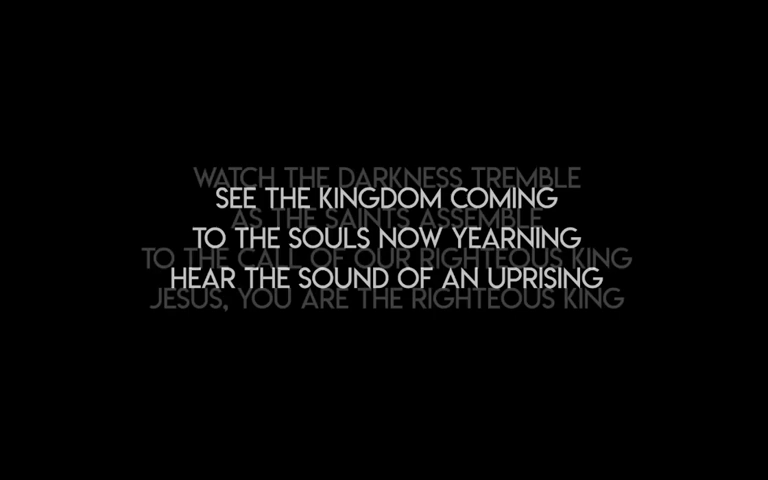 WATCH THE DARKNESS TREMBLE
SEE THE KINGDOM COMING
AS THE SAINTS ASSEMBLE
TO THE SOULS NOW YEARNING
TO THE CALL OF OUR RIGHTEOUS KING
HEAR THE SOUND OF AN UPRISING
JESUS, YOU ARE THE RIGHTEOUS KING